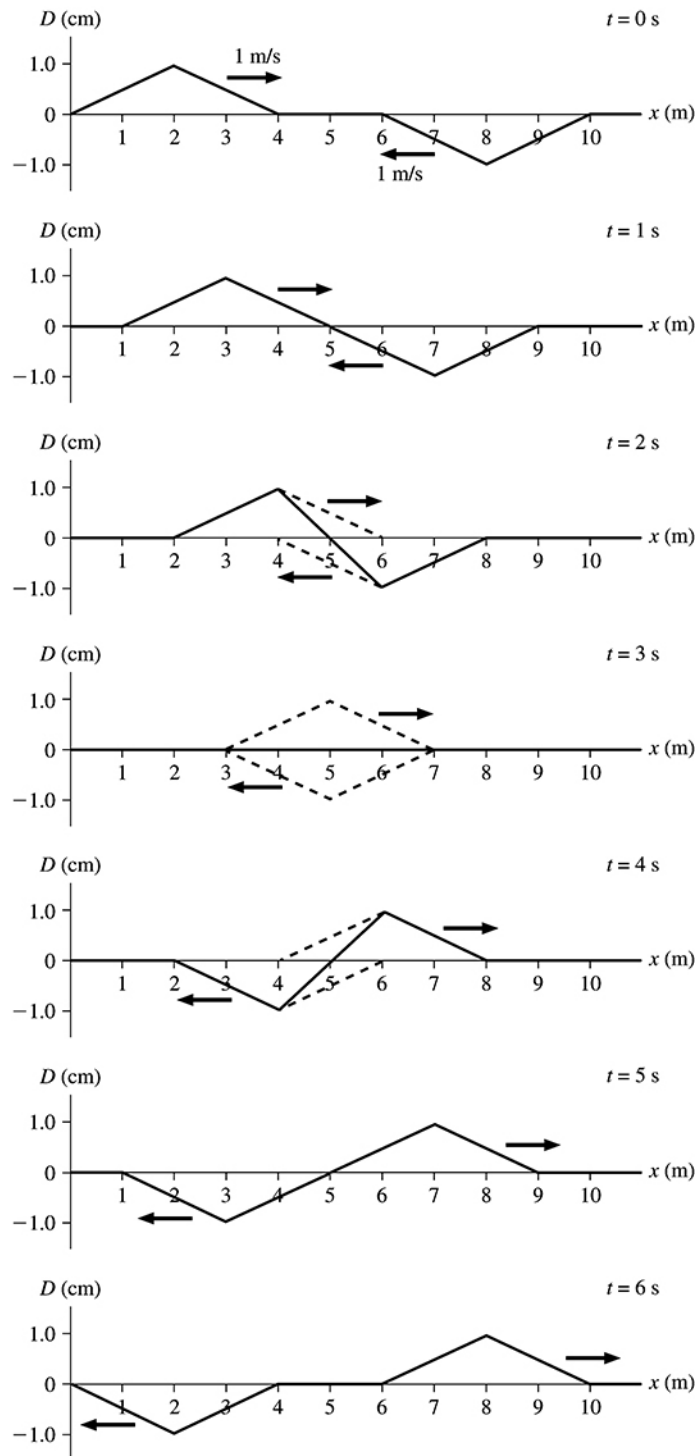 D (cm) t = 0 s
1.0 1 m/s
0 x (m)
1 2 3 4 5 6 7 8 9 10
−1.0 1 m/s
D (cm) t = 1 s
1.0
0 x (m)
1 2 3 4 5 6 7 8 9 10
−1.0
D (cm) t = 2 s
1.0
0 x (m)
1 2 3 4 5 6 7 8 9 10
−1.0
D (cm) t = 3 s
1.0
0 x (m)
1 2 3 4 5 6 7 8 9 10
−1.0
D (cm) t = 4 s
1.0
0 x (m)
1 2 3 4 5 6 7 8 9 10
−1.0
D (cm) t = 5 s
1.0
0 x (m)
1 2 3 4 5 6 7 8 9 10
−1.0
D (cm) t = 6 s
1.0
0 x (m)
1 2 3 4 5 6 7 8 9 10
−1.0